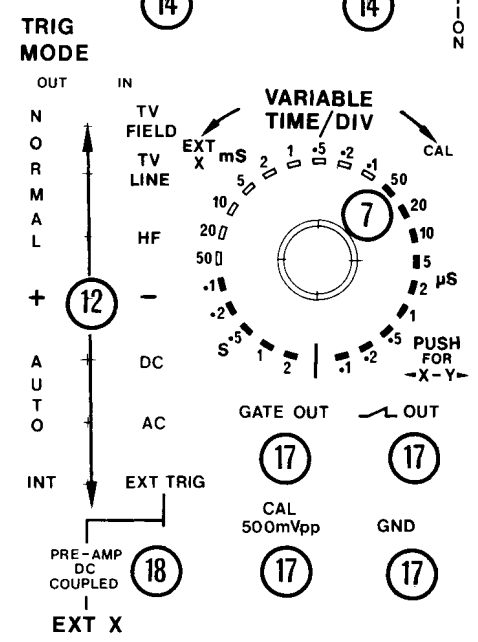 14
14
I
O
N
TRIG
MODE
OUT IN
NORMAL
TV
FIELD
TV
LINE
HF
+ 12 -
AUTO
DC
AC
INT EXT TRIG
PRE-AMP
DC
COUPLED
18
EXT X
VARIABLE
TIME/DIV
EXT
X
CAL
mS
50 20 10 5 2 1 .5 .2 .1
7
50 20 10 5 2 1 .5 .2 .1
µS
S
.1 .2 .5 1 2
PUSH
FOR
X-Y
GATE OUT OUT
17 17
CAL
500mVpp
GND
17 17